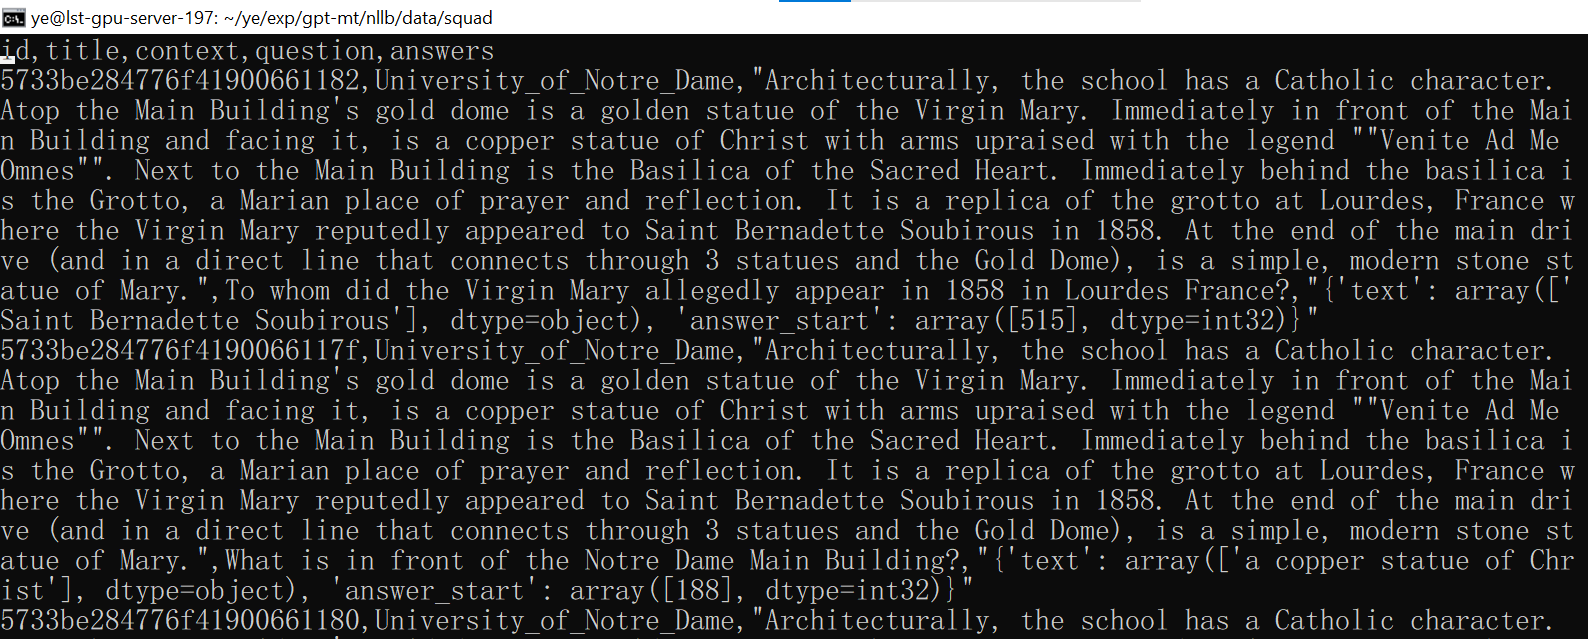 ye@lst-gpu-server-197: ~/ye/exp/gpt-mt/nllb/data/squad
id,title,context,question,answers
5733be284776f41900661182,University_of_Notre_Dame,"Architecturally, the school has a Catholic character.
Atop the Main Building's gold dome is a golden statue of the Virgin Mary. Immediately in front of the Mai
n Building and facing it, is a copper statue of Christ with arms upraised with the legend ""Venite Ad Me
Omnes"". Next to the Main Building is the Basilica of the Sacred Heart. Immediately behind the basilica i
s the Grotto, a Marian place of prayer and reflection. It is a replica of the grotto at Lourdes, France w
here the Virgin Mary reputedly appeared to Saint Bernadette Soubirous in 1858. At the end of the main dri
ve (and in a direct line that connects through 3 statues and the Gold Dome), is a simple, modern stone st
atue of Mary.",To whom did the Virgin Mary allegedly appear in 1858 in Lourdes France?,"{'text': array(['
Saint Bernadette Soubirous'], dtype=object), 'answer_start': array([515], dtype=int32)}"
5733be284776f4190066117f,University_of_Notre_Dame,"Architecturally, the school has a Catholic character.
Atop the Main Building's gold dome is a golden statue of the Virgin Mary. Immediately in front of the Mai
n Building and facing it, is a copper statue of Christ with arms upraised with the legend ""Venite Ad Me
Omnes"". Next to the Main Building is the Basilica of the Sacred Heart. Immediately behind the basilica i
s the Grotto, a Marian place of prayer and reflection. It is a replica of the grotto at Lourdes, France w
here the Virgin Mary reputedly appeared to Saint Bernadette Soubirous in 1858. At the end of the main dri
ve (and in a direct line that connects through 3 statues and the Gold Dome), is a simple, modern stone st
atue of Mary.",What is in front of the Notre Dame Main Building?,"{'text': array(['a copper statue of Chr
ist'], dtype=object), 'answer_start': array([188], dtype=int32)}"
5733be284776f41900661180,University_of_Notre_Dame,"Architecturally, the school has a Catholic character.